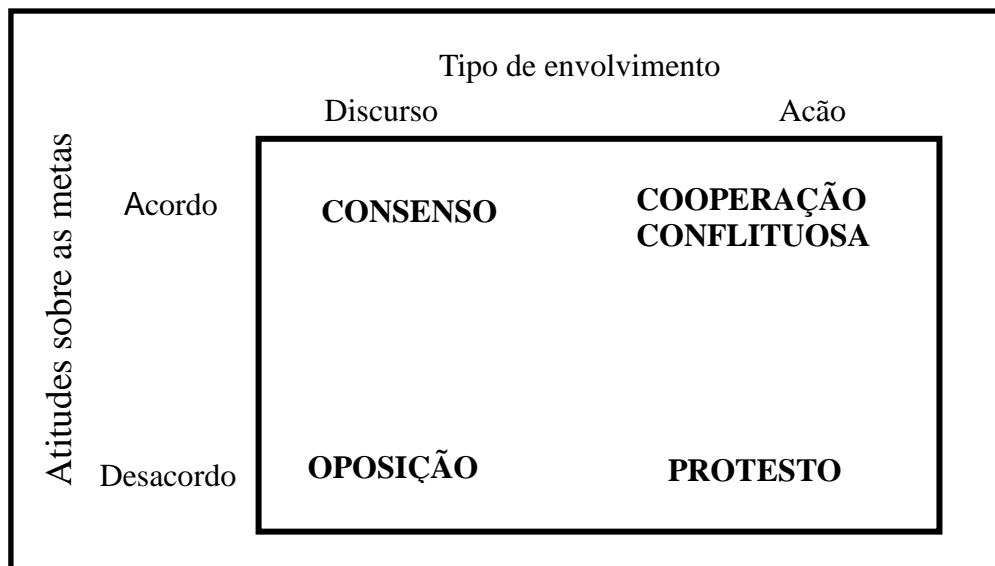 Tipo de envolvimento
Discurso
Acão
Atitudes sobre as metas
Acordo
CONSENSO
COOPERAÇÃO
CONFLITUOSA
Desacordo
OPOSIÇÃO
PROTESTO